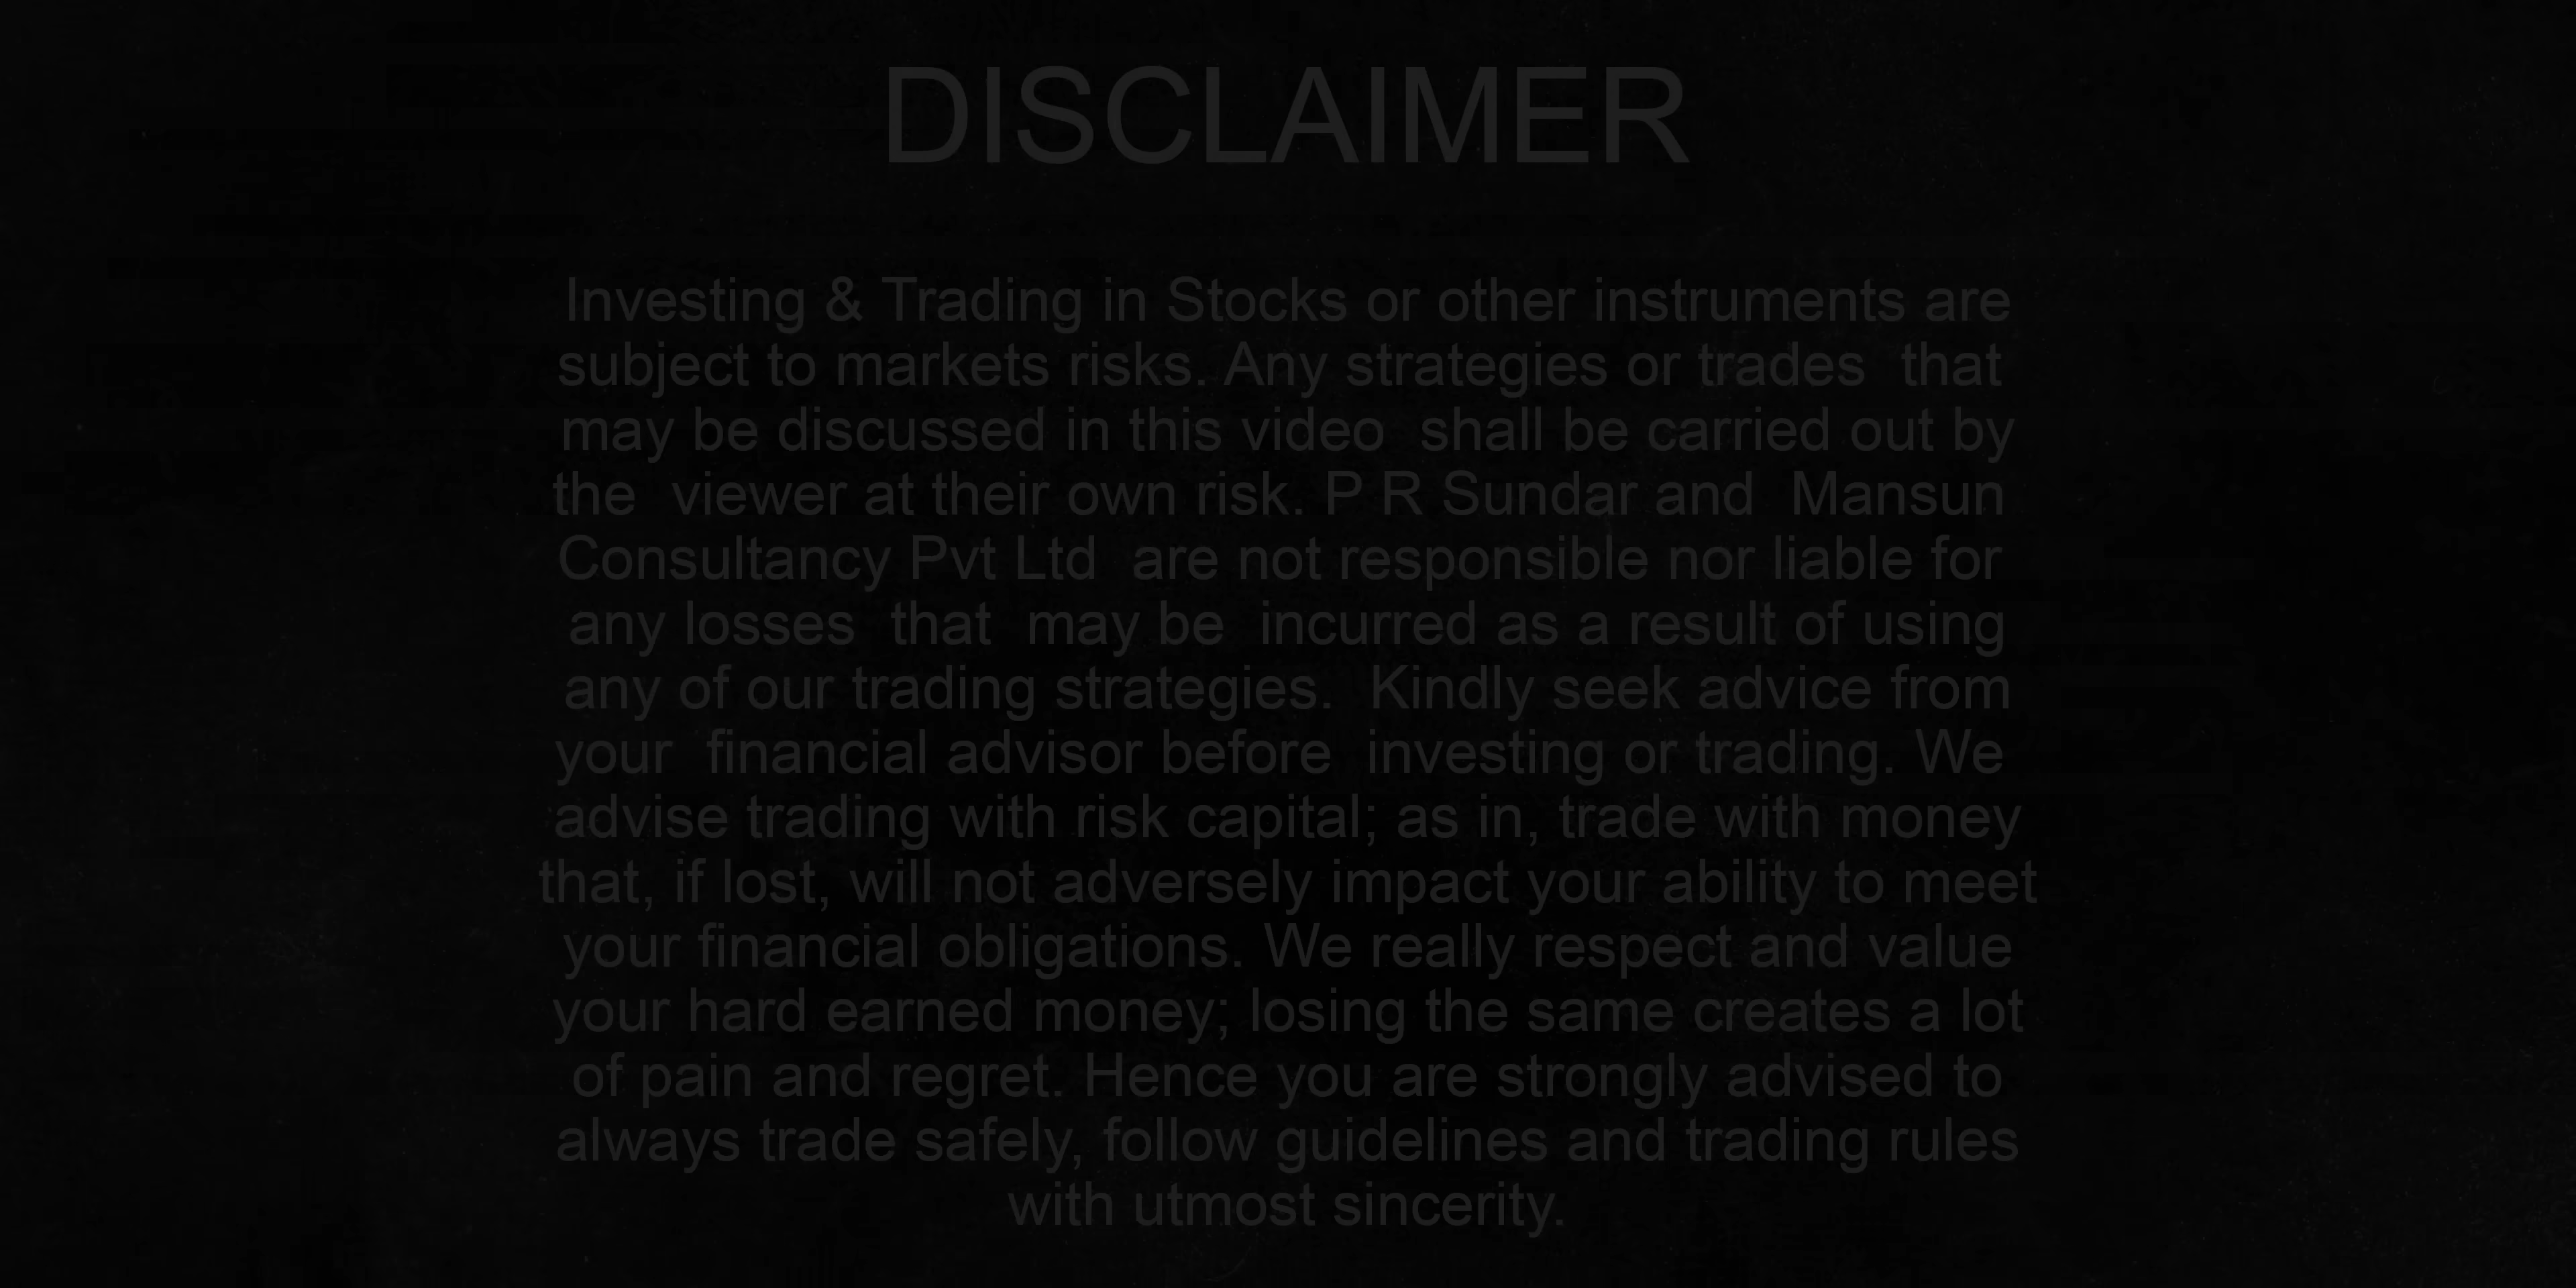 DISCLAIMER
Investing & Trading in Stocks or other instruments are
subject to markets risks. Any strategies or trades  that
may be discussed in this video  shall be carried out by
the  viewer at their own risk. P R Sundar and  Mansun
Consultancy Pvt Ltd  are not responsible nor liable for
any losses  that  may be  incurred as a result of using
any of our trading strategies.  Kindly seek advice from
your  financial advisor before  investing or trading. We
advise trading with risk capital; as in, trade with money
that, if lost, will not adversely impact your ability to meet
your financial obligations. We really respect and value
your hard earned money; losing the same creates a lot
of pain and regret. Hence you are strongly advised to
always trade safely, follow guidelines and trading rules
with utmost sincerity.